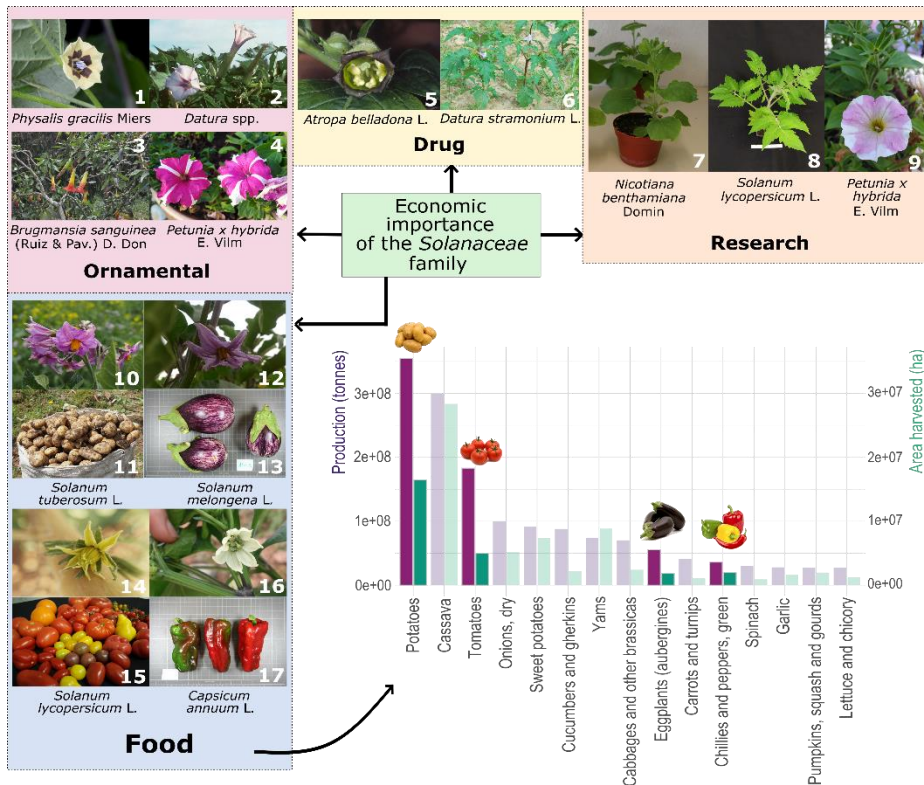 1
2
Physalis gracilis Miers
Datura spp.
3
4
Brugmansia sanguinea
(Ruiz & Pav.) D. Don
Petunia x hybrida
E. Vilm
Ornamental
5
6
Atropa belladona L.
Datura stramonium L.
Drug
7
8
9
Nicotiana
benthamiana
Domin
Solanum
lycopersicum L.
Petunia x
hybrida
E. Vilm
Research
Economic
importance
of the Solanaceae
family
10
12
11
13
Solanum
tuberosum L.
Solanum
melongena L.
14
16
15
17
Solanum
lycopersicum L.
Capsicum
annuum L.
Food
Production (tonnes)
3e+08
2e+08
1e+08
0e+00
Area harvested (ha)
3e+07
2e+07
1e+07
0e+00
Potatoes
Cassava
Tomatoes
Onions, dry
Sweet potatoes
Cucumbers and gherkins
Yams
Cabbages and other brassicas
Eggplants (aubergines)
Carrots and turnips
Chillies and peppers, green
Spinach
Garlic
Pumpkins, squash and gourds
Lettuce and chicory